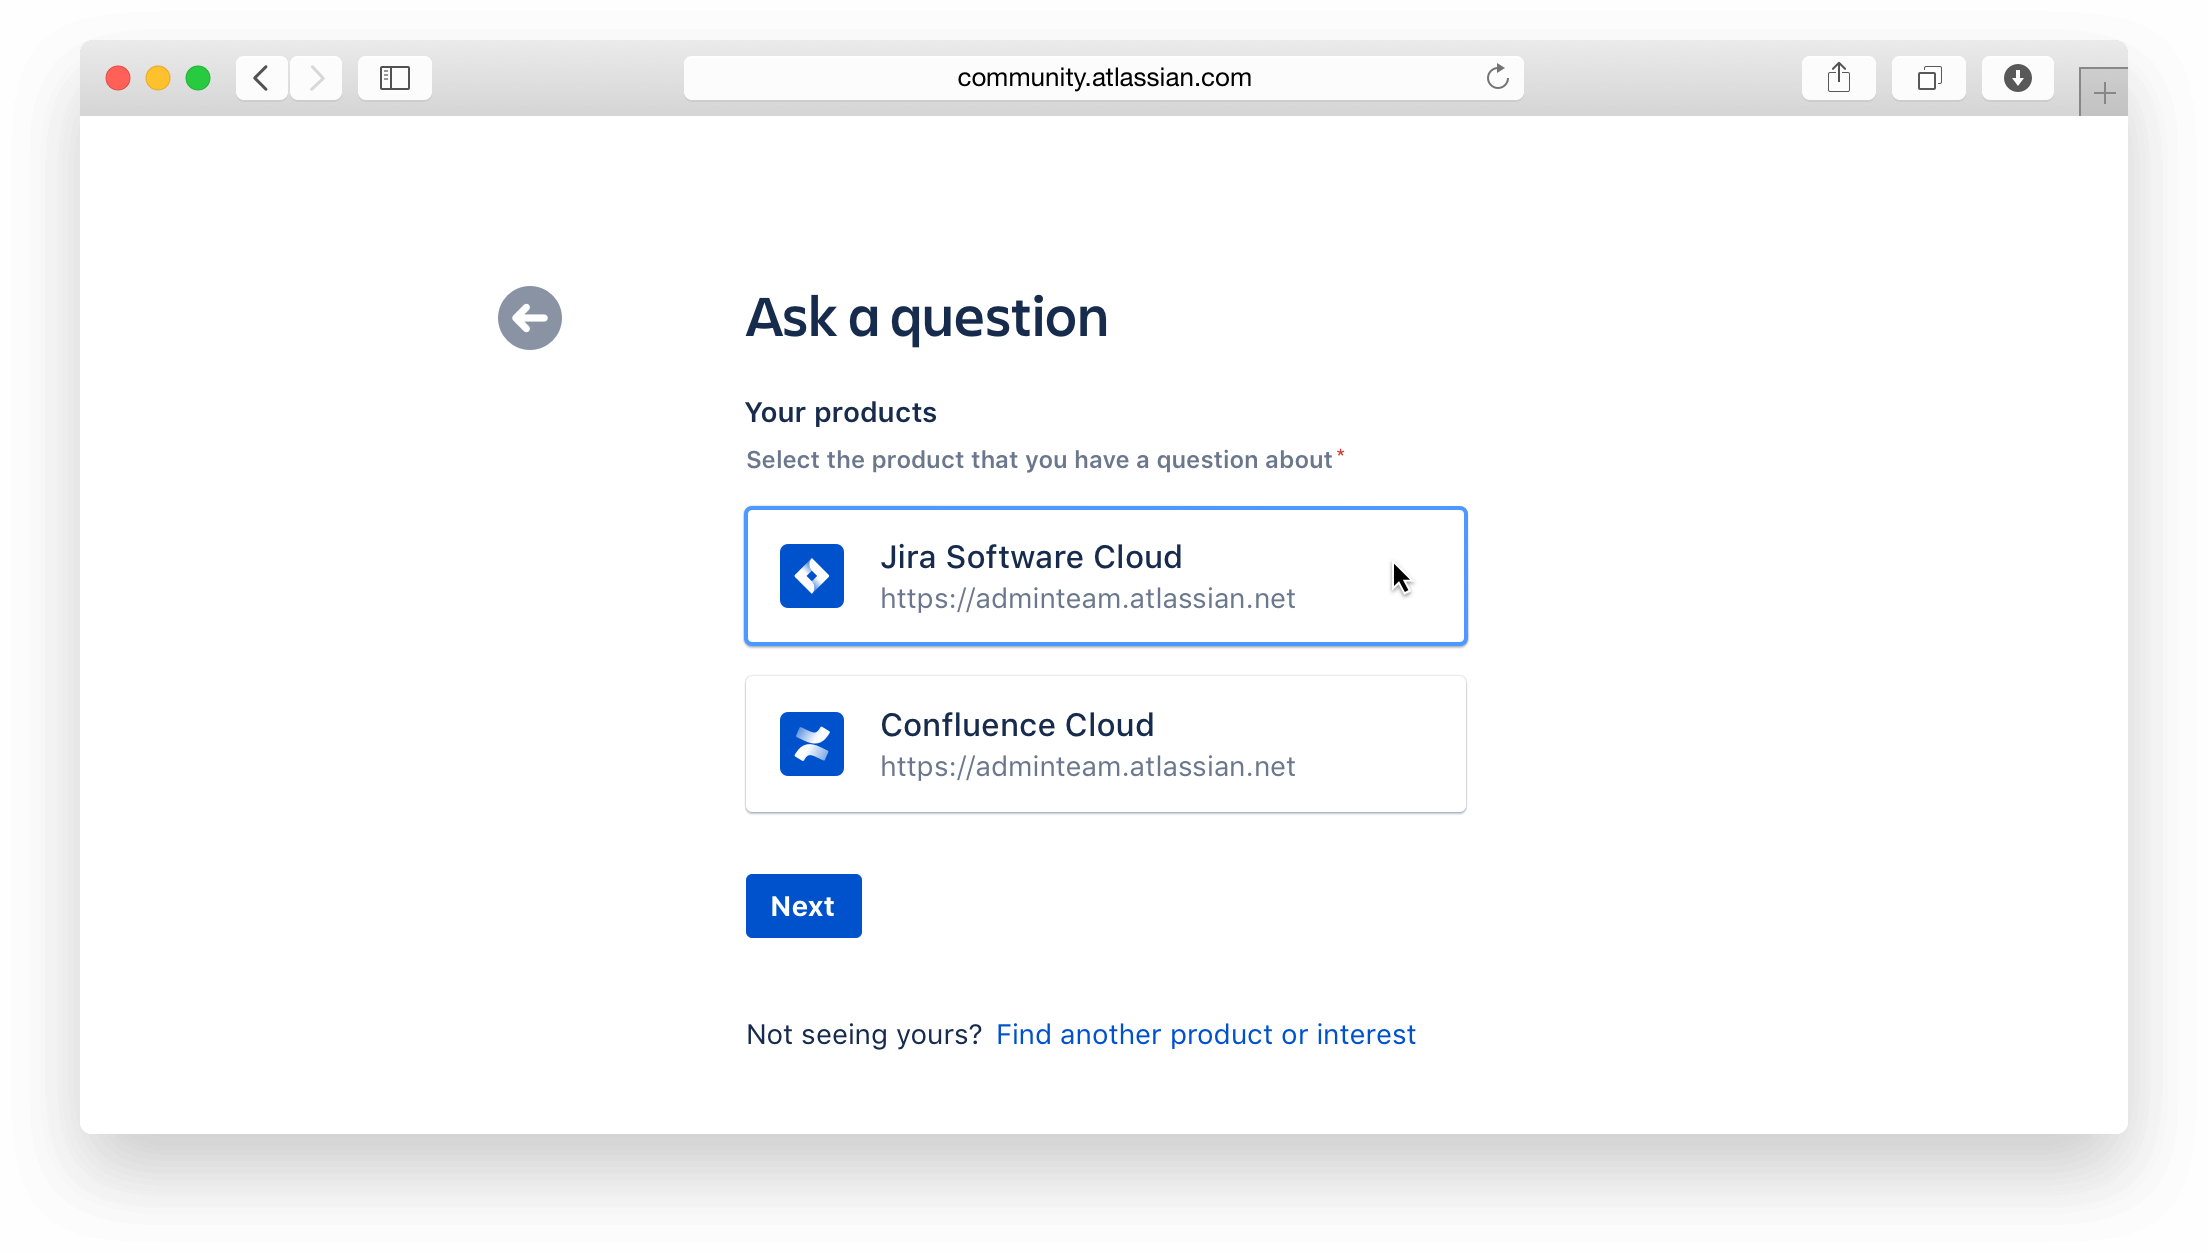 community.atlassian.com
Ask a question
Your products
Select the product that you have a question about*
Jira Software Cloud
https://adminteam.atlassian.net
Confluence Cloud
https://adminteam.atlassian.net
Next
Not seeing yours? Find another product or interest